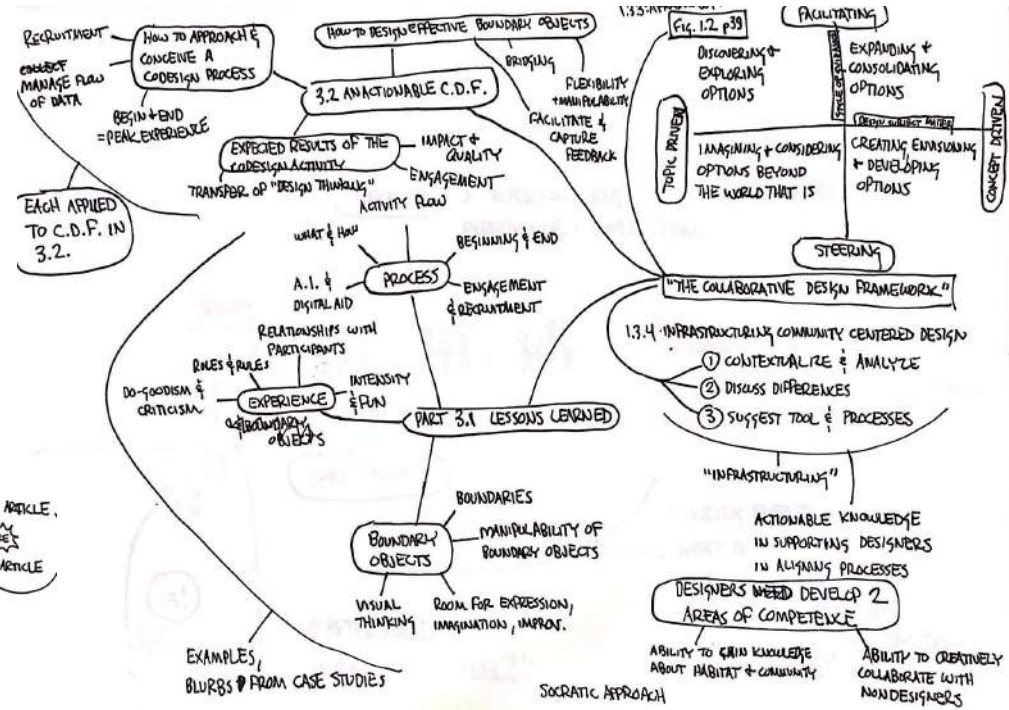 RECRUITMENT
MANAGE FLOW
OF DATA
HOW TO APPROACH &
CONCEIVE A
CODESIGN PROCESS
BEGIN & END
= PEAK EXPERIENCE
HOW TO DESIGN EFFECTIVE BOUNDARY OBJECTS
BRIDGING
FLEXIBILITY
+ MANIPULABILITY
FACILITATE &
CAPTURE
FEEDBACK
3.2 AN ACTIONABLE C.D.F.
EXPECTED RESULTS OF THE
CODESIGN ACTIVITY
IMPACT &
QUALITY
ENGAGEMENT
TRANSFER OF "DESIGN THINKING"
EACH APPLIED
TO C.D.F. IN
3.2.
Fig. 1.2 p39
FACILITATING
DISCOVERING &
EXPLORING
OPTIONS
EXPANDING &
CONSOLIDATING
OPTIONS
STYLE OF GUIDANCE
DESIGN SUBJECT MATTER
TOPIC DRIVEN
CONCEPT DRIVEN
IMAGINING & CONSIDERING
OPTIONS BEYOND
THE WORLD THAT IS
CREATING ENVISIONING
& DEVELOPING
OPTIONS
STEERING
"THE COLLABORATIVE DESIGN FRAMEWORK"
1.3.4 INFRASTRUCTURING COMMUNITY CENTERED DESIGN
1 CONTEXTUALIZE & ANALYZE
2 DISCUSS DIFFERENCES
3 SUGGEST TOOL & PROCESSES
"INFRASTRUCTURING"
ACTIONABLE KNOWLEDGE
IN SUPPORTING DESIGNERS
IN ALIGNING PROCESSES
DESIGNERS NEED DEVELOP 2
AREAS OF COMPETENCE
ABILITY TO GAIN KNOWLEDGE
ABOUT HABITAT & COMMUNITY
ABILITY TO CREATIVELY
COLLABORATE WITH
NONDESIGNERS
SOCRATIC APPROACH
ACTIVITY FLOW
WHAT & HOW
BEGINNING & END
PROCESS
A.I. &
DIGITAL AID
ENGAGEMENT
& RECRUITMENT
RELATIONSHIPS WITH
PARTICIPANTS
ROLES & RULES
DO-GOODISM &
CRITICISM
EXPERIENCE
INTENSITY
& FUN
& BOUNDARY
OBJECTS
PART 3.1 LESSONS LEARNED
BOUNDARIES
BOUNDARY
OBJECTS
MANIPULABILITY OF
BOUNDARY OBJECTS
VISUAL
THINKING
ROOM FOR EXPRESSION,
IMAGINATION, IMPROV.
EXAMPLES,
BLURBS FROM CASE STUDIES
ARTICLE.
ARTICLE